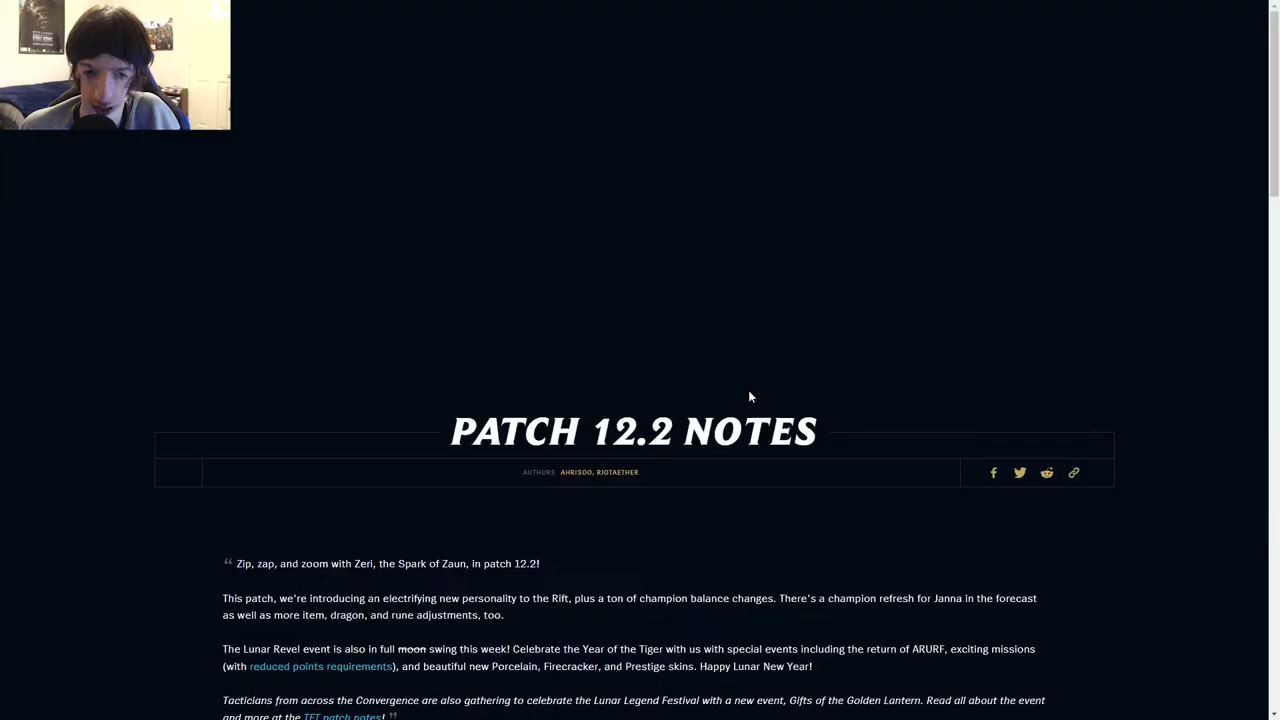 PATCH 12.2 NOTES
AUTHORS AHRISOO, RIOTAETHER
“ Zip, zap, and zoom with Zeri, the Spark of Zaun, in patch 12.2!
This patch, we're introducing an electrifying new personality to the Rift, plus a ton of champion balance changes. There's a champion refresh for Janna in the forecast
as well as more item, dragon, and rune adjustments, too.
The Lunar Revel event is also in full moon swing this week! Celebrate the Year of the Tiger with us with special events including the return of ARURF, exciting missions
(with reduced points requirements), and beautiful new Porcelain, Firecracker, and Prestige skins. Happy Lunar New Year!
Tacticians from across the Convergence are also gathering to celebrate the Lunar Legend Festival with a new event, Gifts of the Golden Lantern. Read all about the event
and more at the TFT patch notes! ”